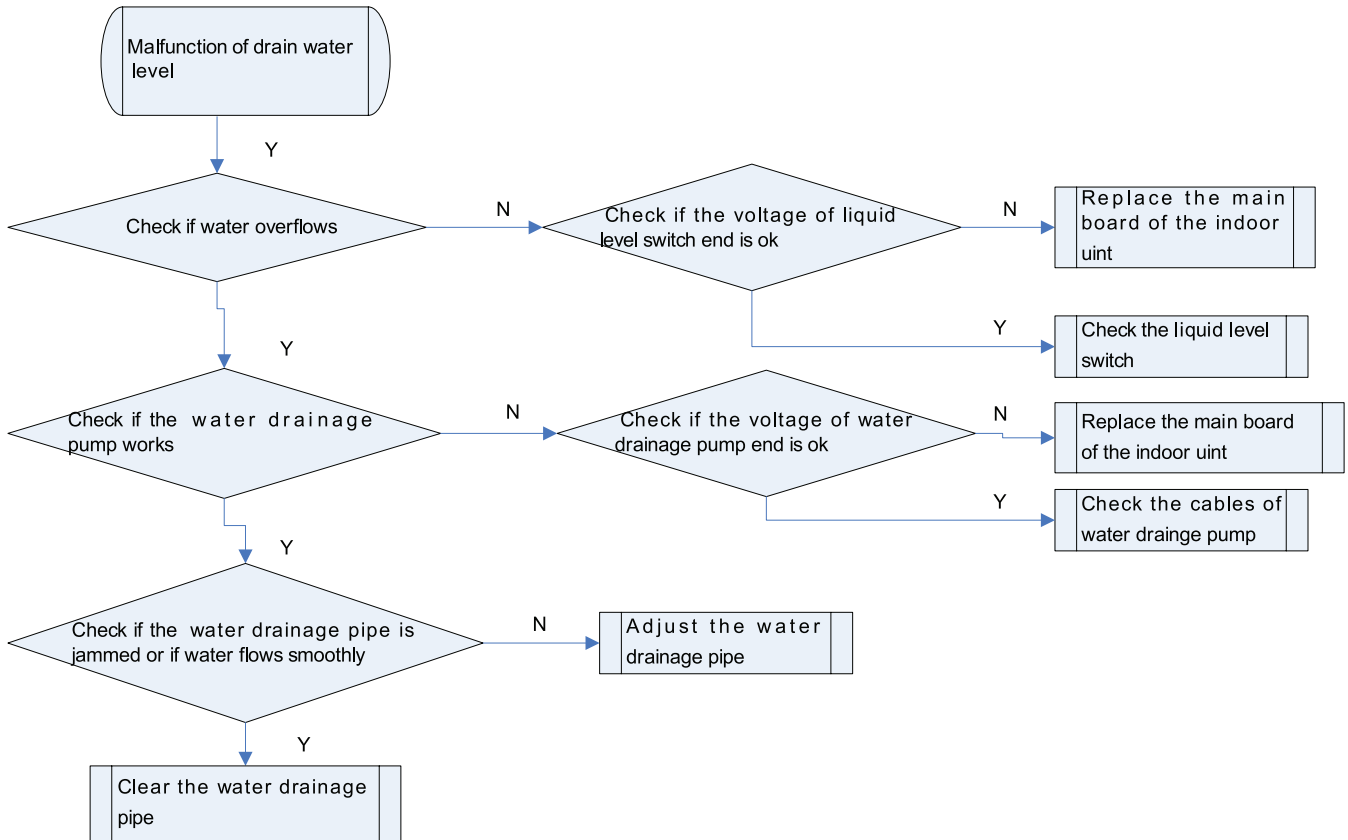 Malfunction of drain water
level
Y
Check if water overflows
N
Check if the voltage of liquid
level switch end is ok
N
Replace the main
board of the indoor
uint
Y
Check the liquid level
switch
Y
Check if the water drainage
pump works
N
Check if the voltage of water
drainage pump end is ok
N
Replace the main board
of the indoor uint
Y
Check the cables of
water drainge pump
Y
Check if the water drainage pipe is
jammed or if water flows smoothly
N
Adjust the water
drainage pipe
Y
Clear the water drainage
pipe